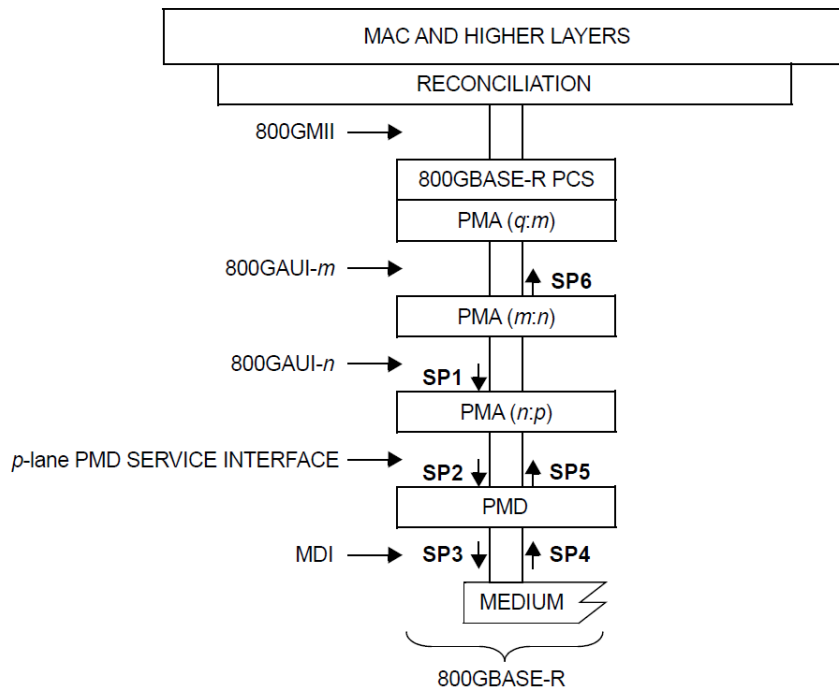 MAC AND HIGHER LAYERS
RECONCILIATION
800GMII
800GBASE-R PCS
PMA (q:m)
800GAUI-m
SP6
PMA (m:n)
800GAUI-n
SP1
PMA (n:p)
p-lane PMD SERVICE INTERFACE
SP2
SP5
PMD
MDI
SP3
SP4
MEDIUM
800GBASE-R